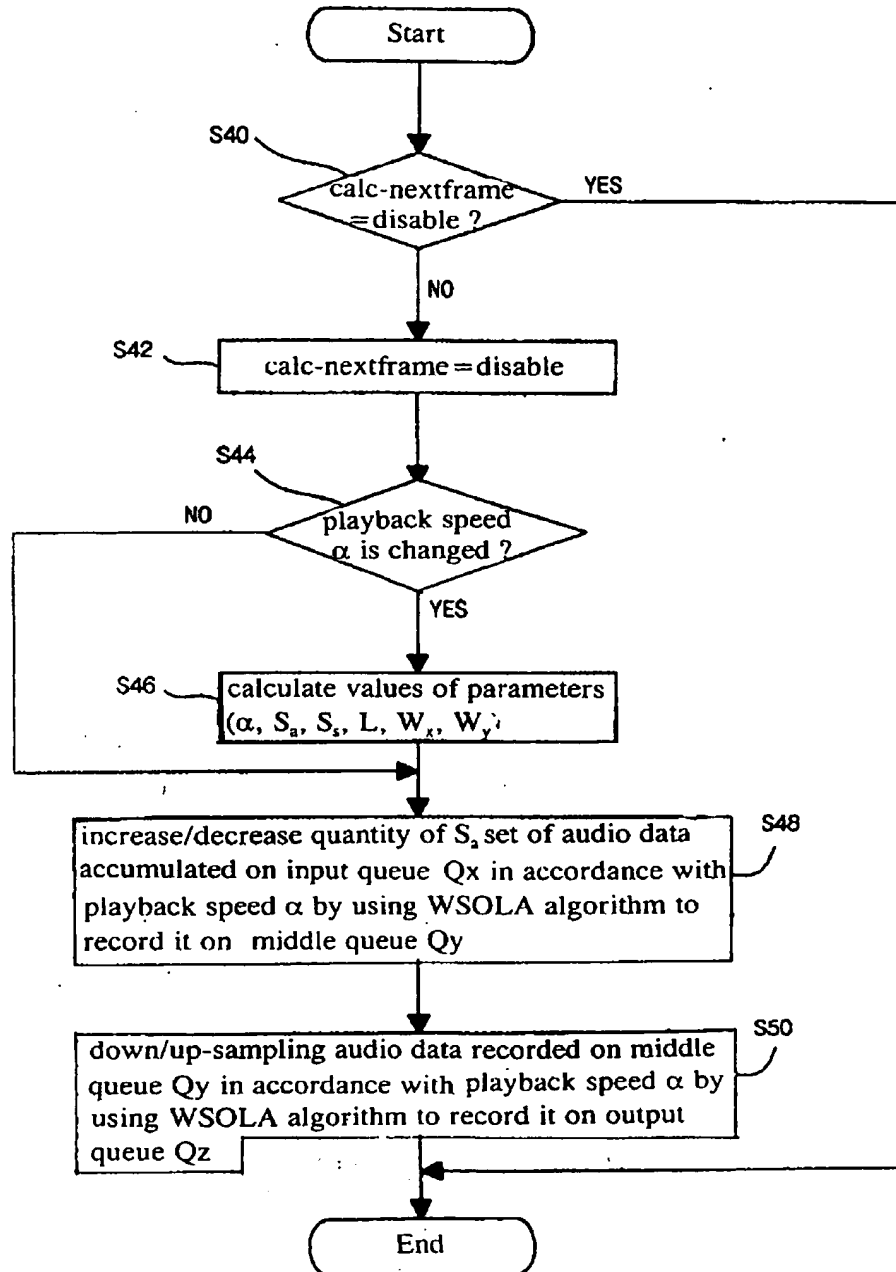 Start
S40
calc-nextframe
=disable ?
YES
NO
S42
calc-nextframe=disable
S44
playback speed
α is changed ?
NO
YES
S46
calculate values of parameters
(α, Sₐ, Sₛ, L, Wₓ, W_y)
increase/decrease quantity of Sₐ set of audio data
accumulated on input queue Qx in accordance with
playback speed α by using WSOLA algorithm to
record it on middle queue Qy
S48
down/up-sampling audio data recorded on middle
queue Qy in accordance with playback speed α by
using WSOLA algorithm to record it on output
queue Qz
S50
End